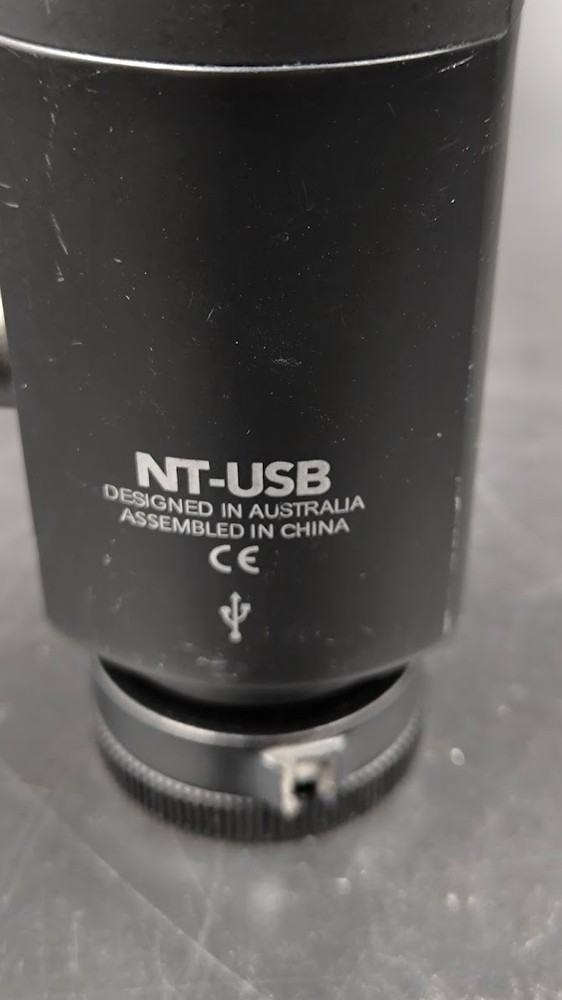 NT-USB
DESIGNED IN AUSTRALIA
ASSEMBLED IN CHINA
CE